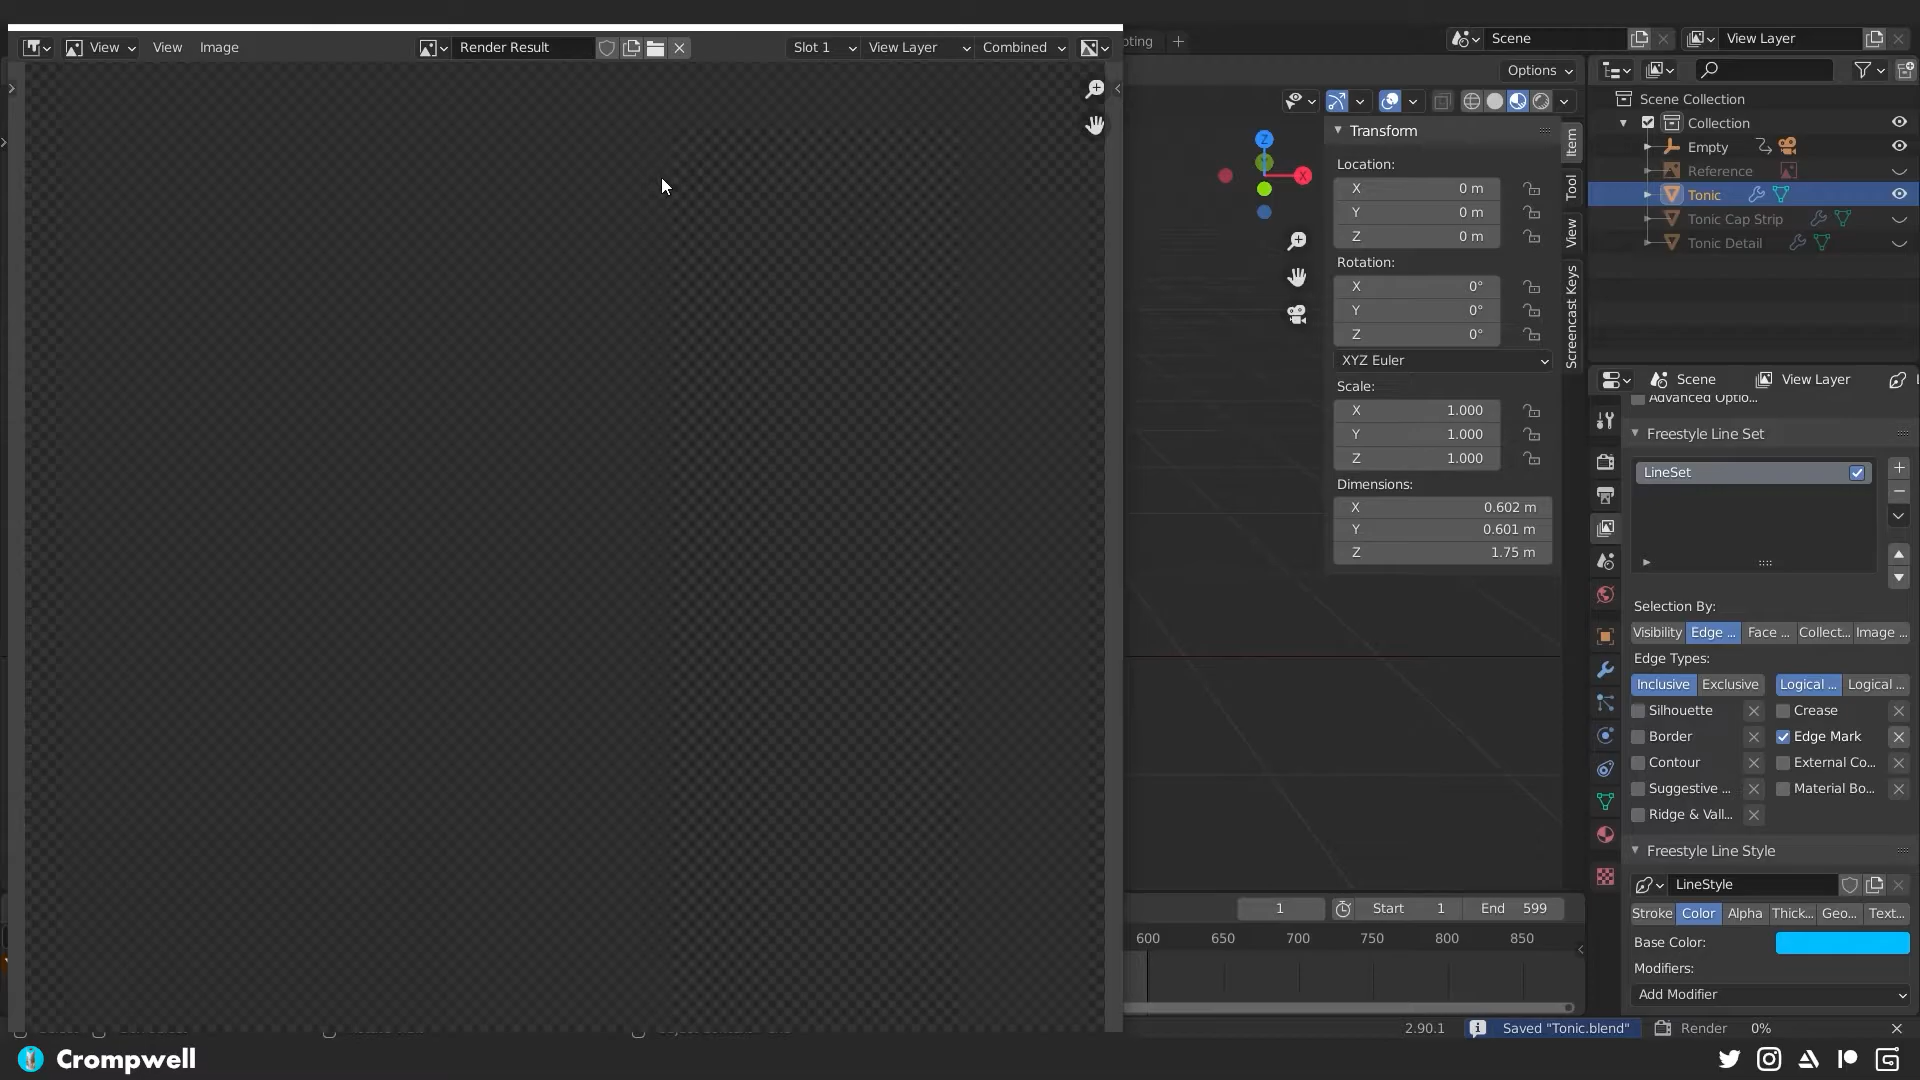 View
View
Image
Render Result
Slot 1
View Layer
Combined
pting
Scene
View Layer
Options
Scene Collection
Collection
Empty
Reference
Tonic
Tonic Cap Strip
Tonic Detail
Transform
Item
Tool
View
Screencast Keys
Z
X
Location:
X 0 m
Y 0 m
Z 0 m
Rotation:
X 0°
Y 0°
Z 0°
XYZ Euler
Scale:
X 1.000
Y 1.000
Z 1.000
Dimensions:
X 0.602 m
Y 0.601 m
Z 1.75 m
Scene
View Layer
Advanced Optio...
Freestyle Line Set
LineSet
Selection By:
Visibility Edge ... Face ... Collect... Image ...
Edge Types:
Inclusive Exclusive Logical ... Logical ...
Silhouette Crease
Border Edge Mark
Contour External Co...
Suggestive ... Material Bo...
Ridge & Vall...
Freestyle Line Style
LineStyle
Stroke Color Alpha Thick... Geo... Text...
Base Color:
Modifiers:
Add Modifier
1 Start 1 End 599
600 650 700 750 800 850
2.90.1 Saved "Tonic.blend" Render 0%
Crompwell